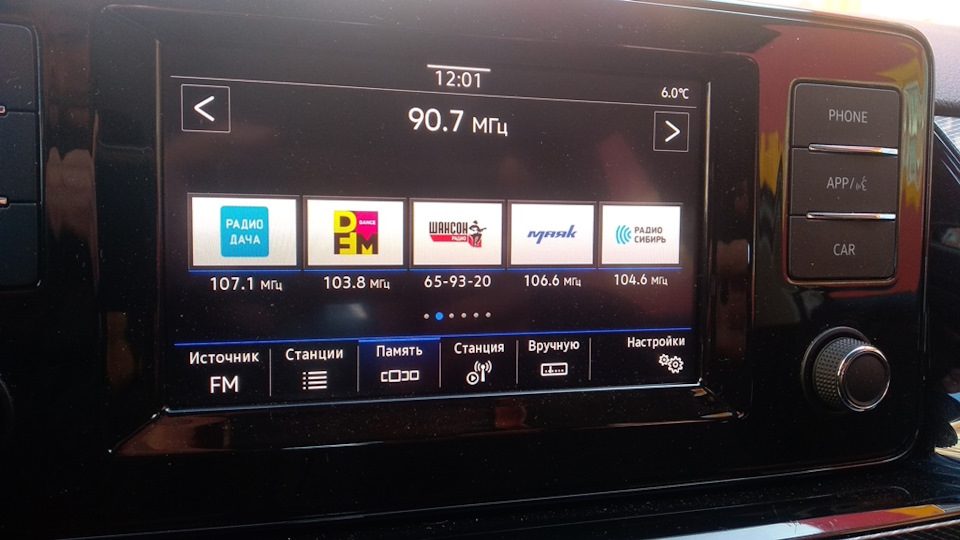 12:01
6.0°C
<
90.7 МГц
>
РАДИО
ДАЧА
D DANCE
FM
ШАНСОН
РАДИО
маяк
РАДИО
СИБИРЬ
107.1 МГц
103.8 МГц
65-93-20
106.6 МГц
104.6 МГц
Источник
FM
Станции
Память
Станция
Вручную
Настройки
PHONE
APP/
CAR